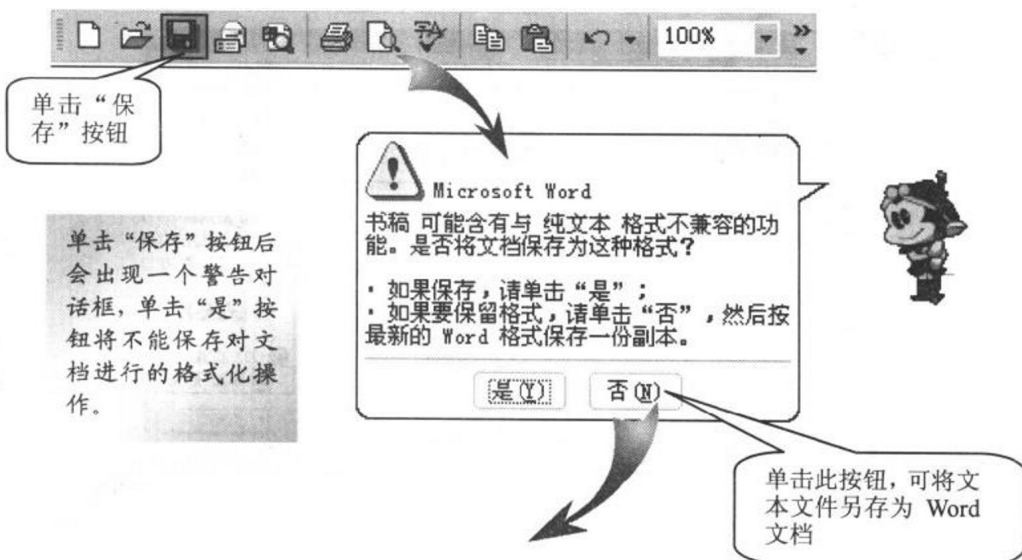 100%
单击“保
存”按钮
Microsoft Word
书稿 可能含有与 纯文本 格式不兼容的功
能。是否将文档保存为这种格式?
· 如果保存,请单击“是”;
· 如果要保留格式,请单击“否”,然后按
最新的 Word 格式保存一份副本。
是(Y)
否(N)
单击“保存”按钮后
会出现一个警告对
话框,单击“是”按
钮将不能保存对文
档进行的格式化操
作。
单击此按钮,可将文
本文件另存为 Word
文档